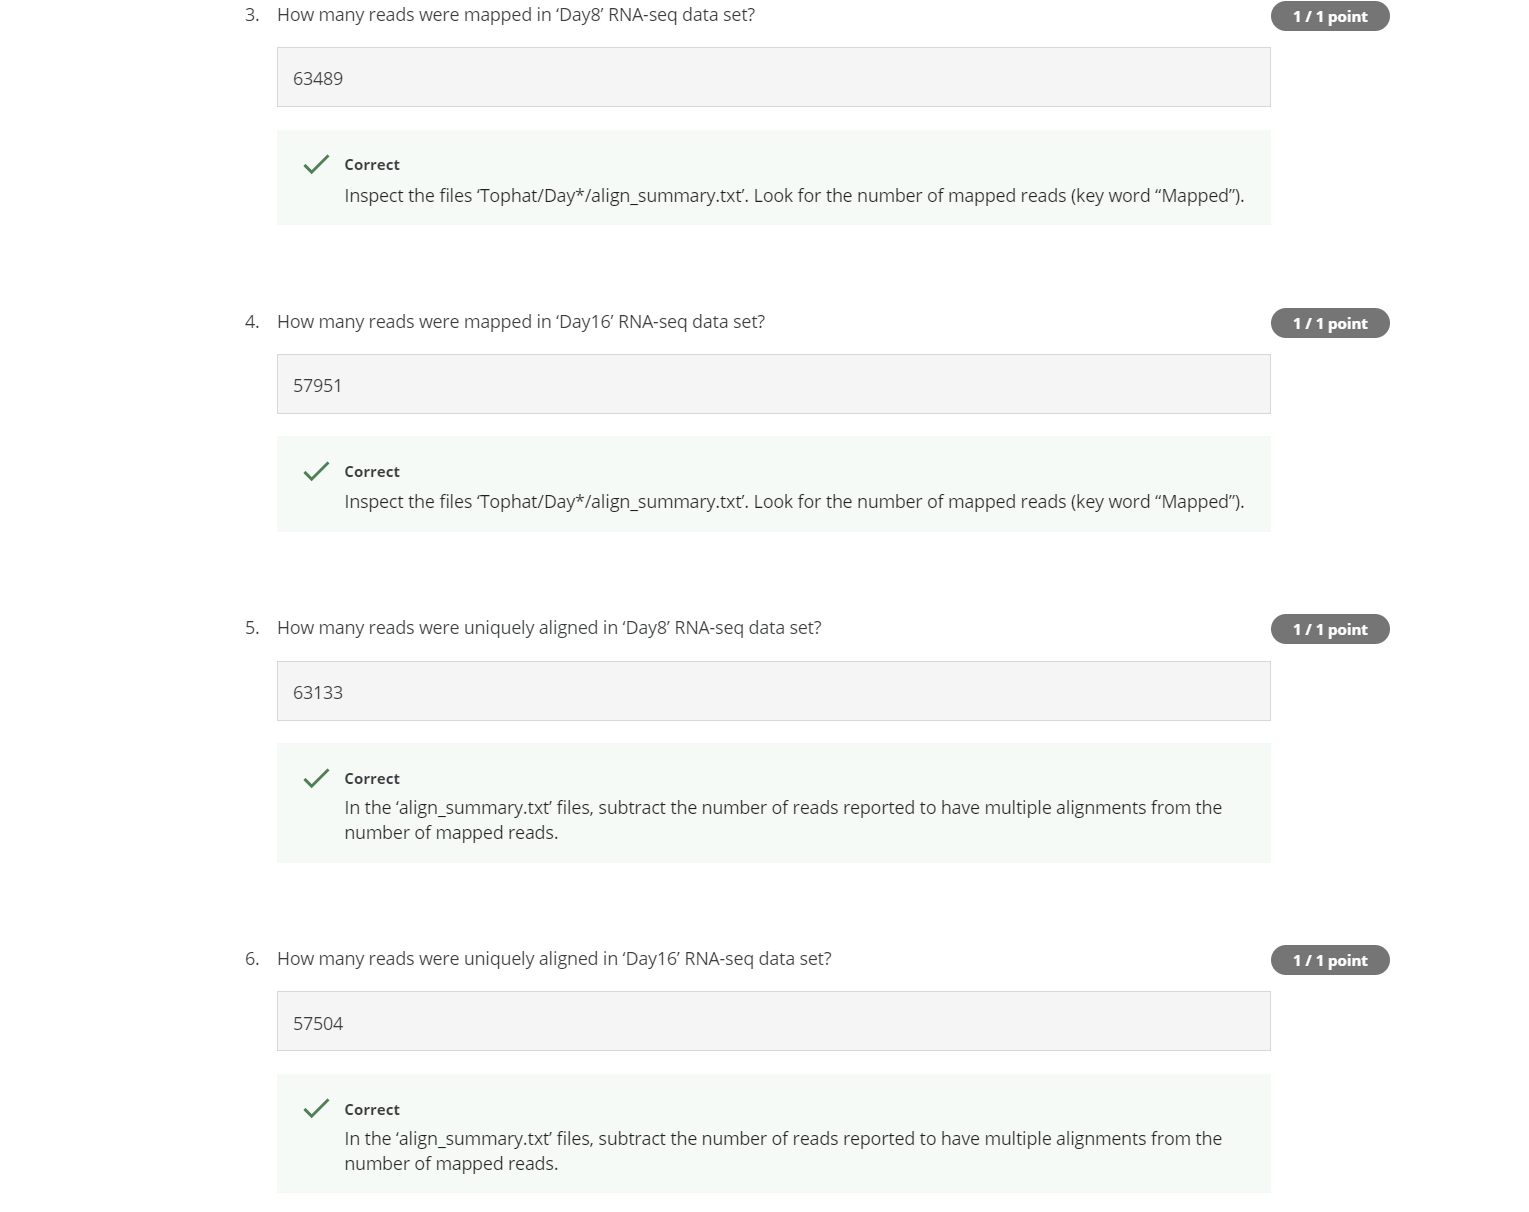 3. How many reads were mapped in ‘Day8’ RNA-seq data set?
1 / 1 point
63489
Correct
Inspect the files ‘Tophat/Day*/align_summary.txt’. Look for the number of mapped reads (key word “Mapped”).
4. How many reads were mapped in ‘Day16’ RNA-seq data set?
1 / 1 point
57951
Correct
Inspect the files ‘Tophat/Day*/align_summary.txt’. Look for the number of mapped reads (key word “Mapped”).
5. How many reads were uniquely aligned in ‘Day8’ RNA-seq data set?
1 / 1 point
63133
Correct
In the ‘align_summary.txt’ files, subtract the number of reads reported to have multiple alignments from the
number of mapped reads.
6. How many reads were uniquely aligned in ‘Day16’ RNA-seq data set?
1 / 1 point
57504
Correct
In the ‘align_summary.txt’ files, subtract the number of reads reported to have multiple alignments from the
number of mapped reads.